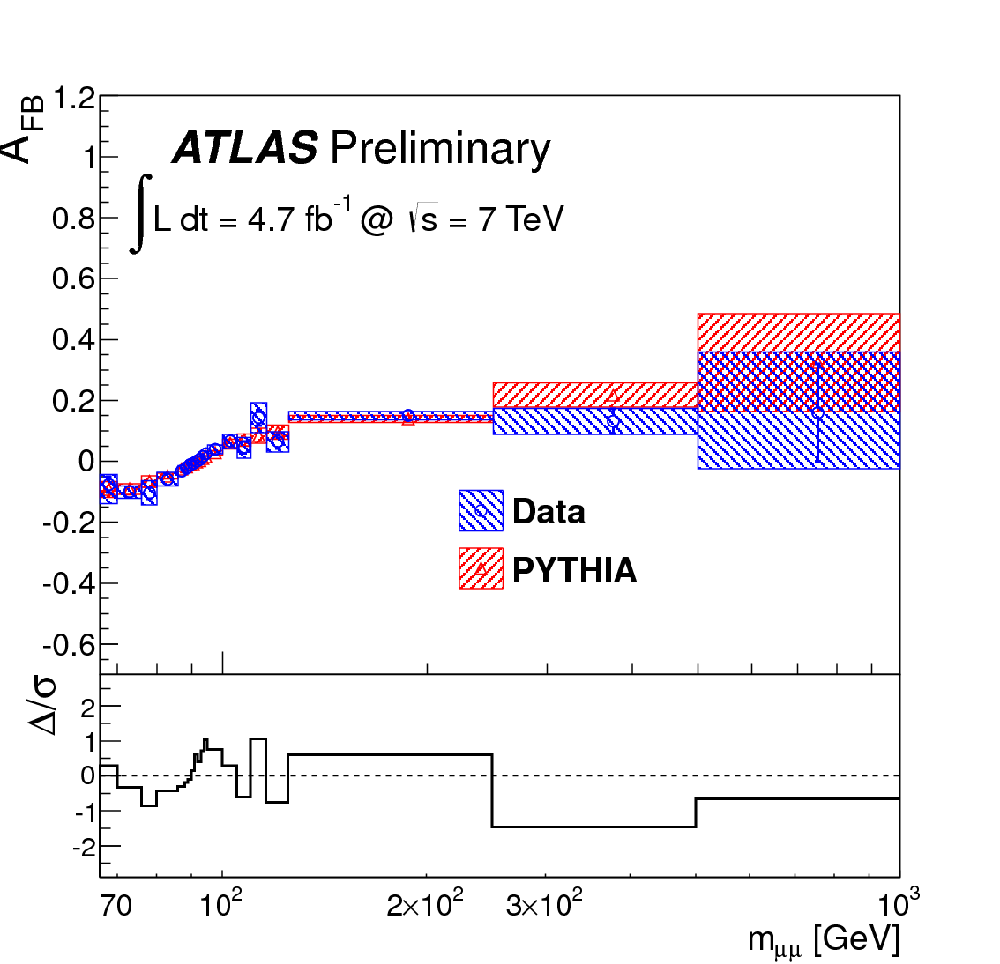 A_FB
1.2
1
0.8
0.6
0.4
0.2
0
-0.2
-0.4
-0.6
ATLAS Preliminary
∫ L dt = 4.7 fb^-1 @ √s = 7 TeV
Data
PYTHIA
Δ/σ
2
1
0
-1
-2
70 10^2 2×10^2 3×10^2 10^3
m_μμ [GeV]